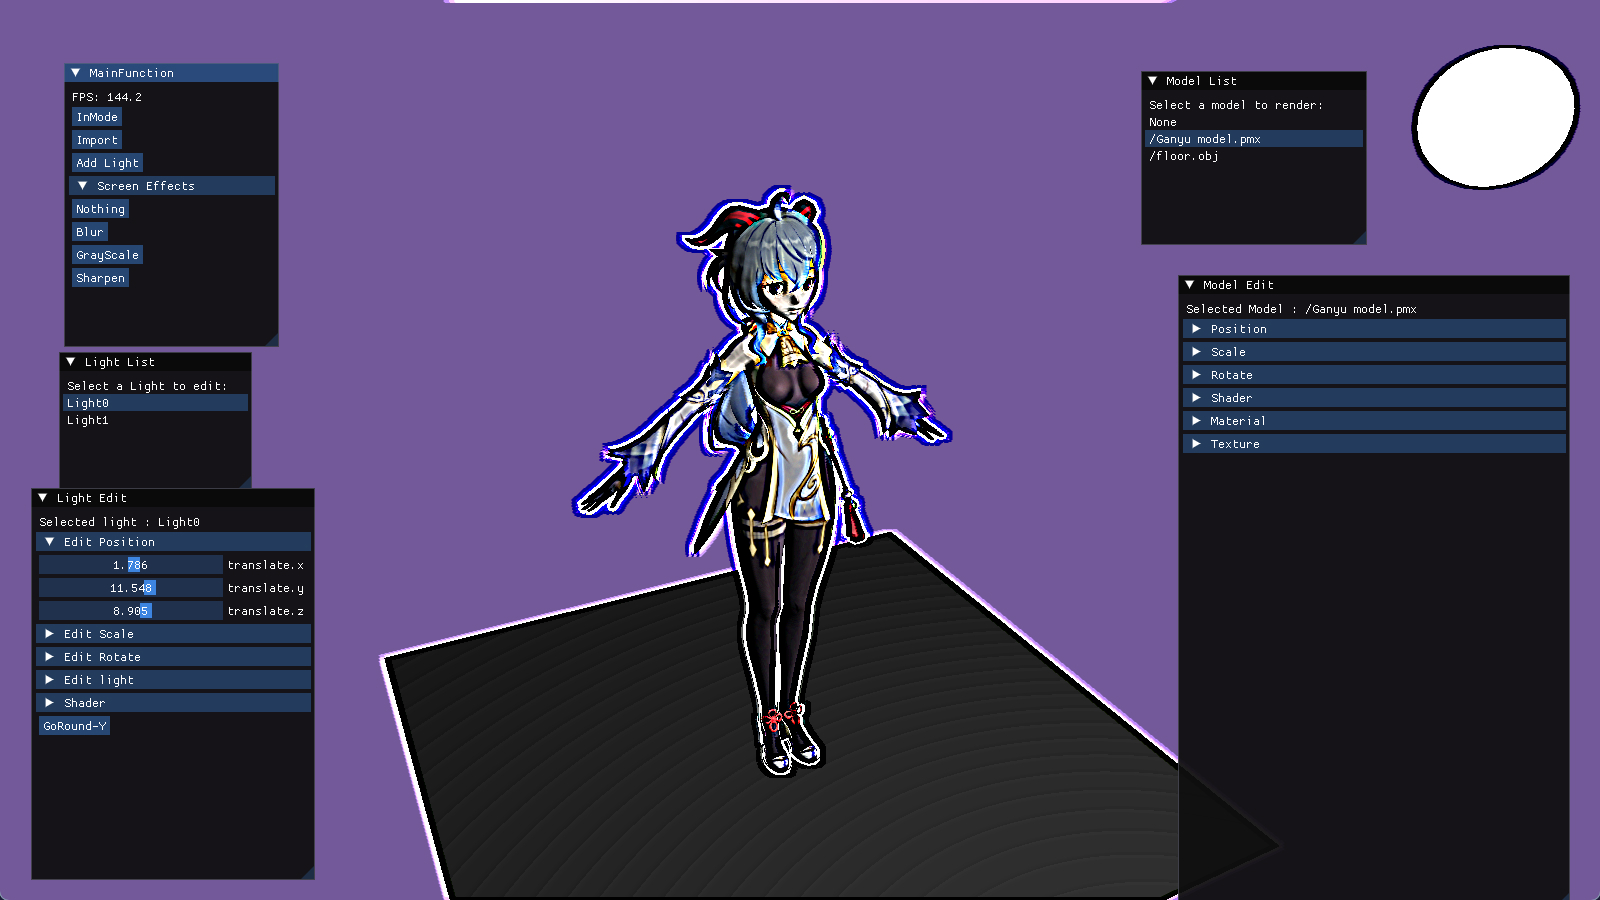 MainFunction
FPS: 144.2
InMode
Import
Add Light
Screen Effects
Nothing
Blur
GrayScale
Sharpen
Light List
Select a Light to edit:
Light0
Light1
Light Edit
Selected light : Light0
Edit Position
1.786 translate.x
11.548 translate.y
8.905 translate.z
Edit Scale
Edit Rotate
Edit light
Shader
GoRound-Y
Model List
Select a model to render:
None
/Ganyu model.pmx
/floor.obj
Model Edit
Selected Model : /Ganyu model.pmx
Position
Scale
Rotate
Shader
Material
Texture